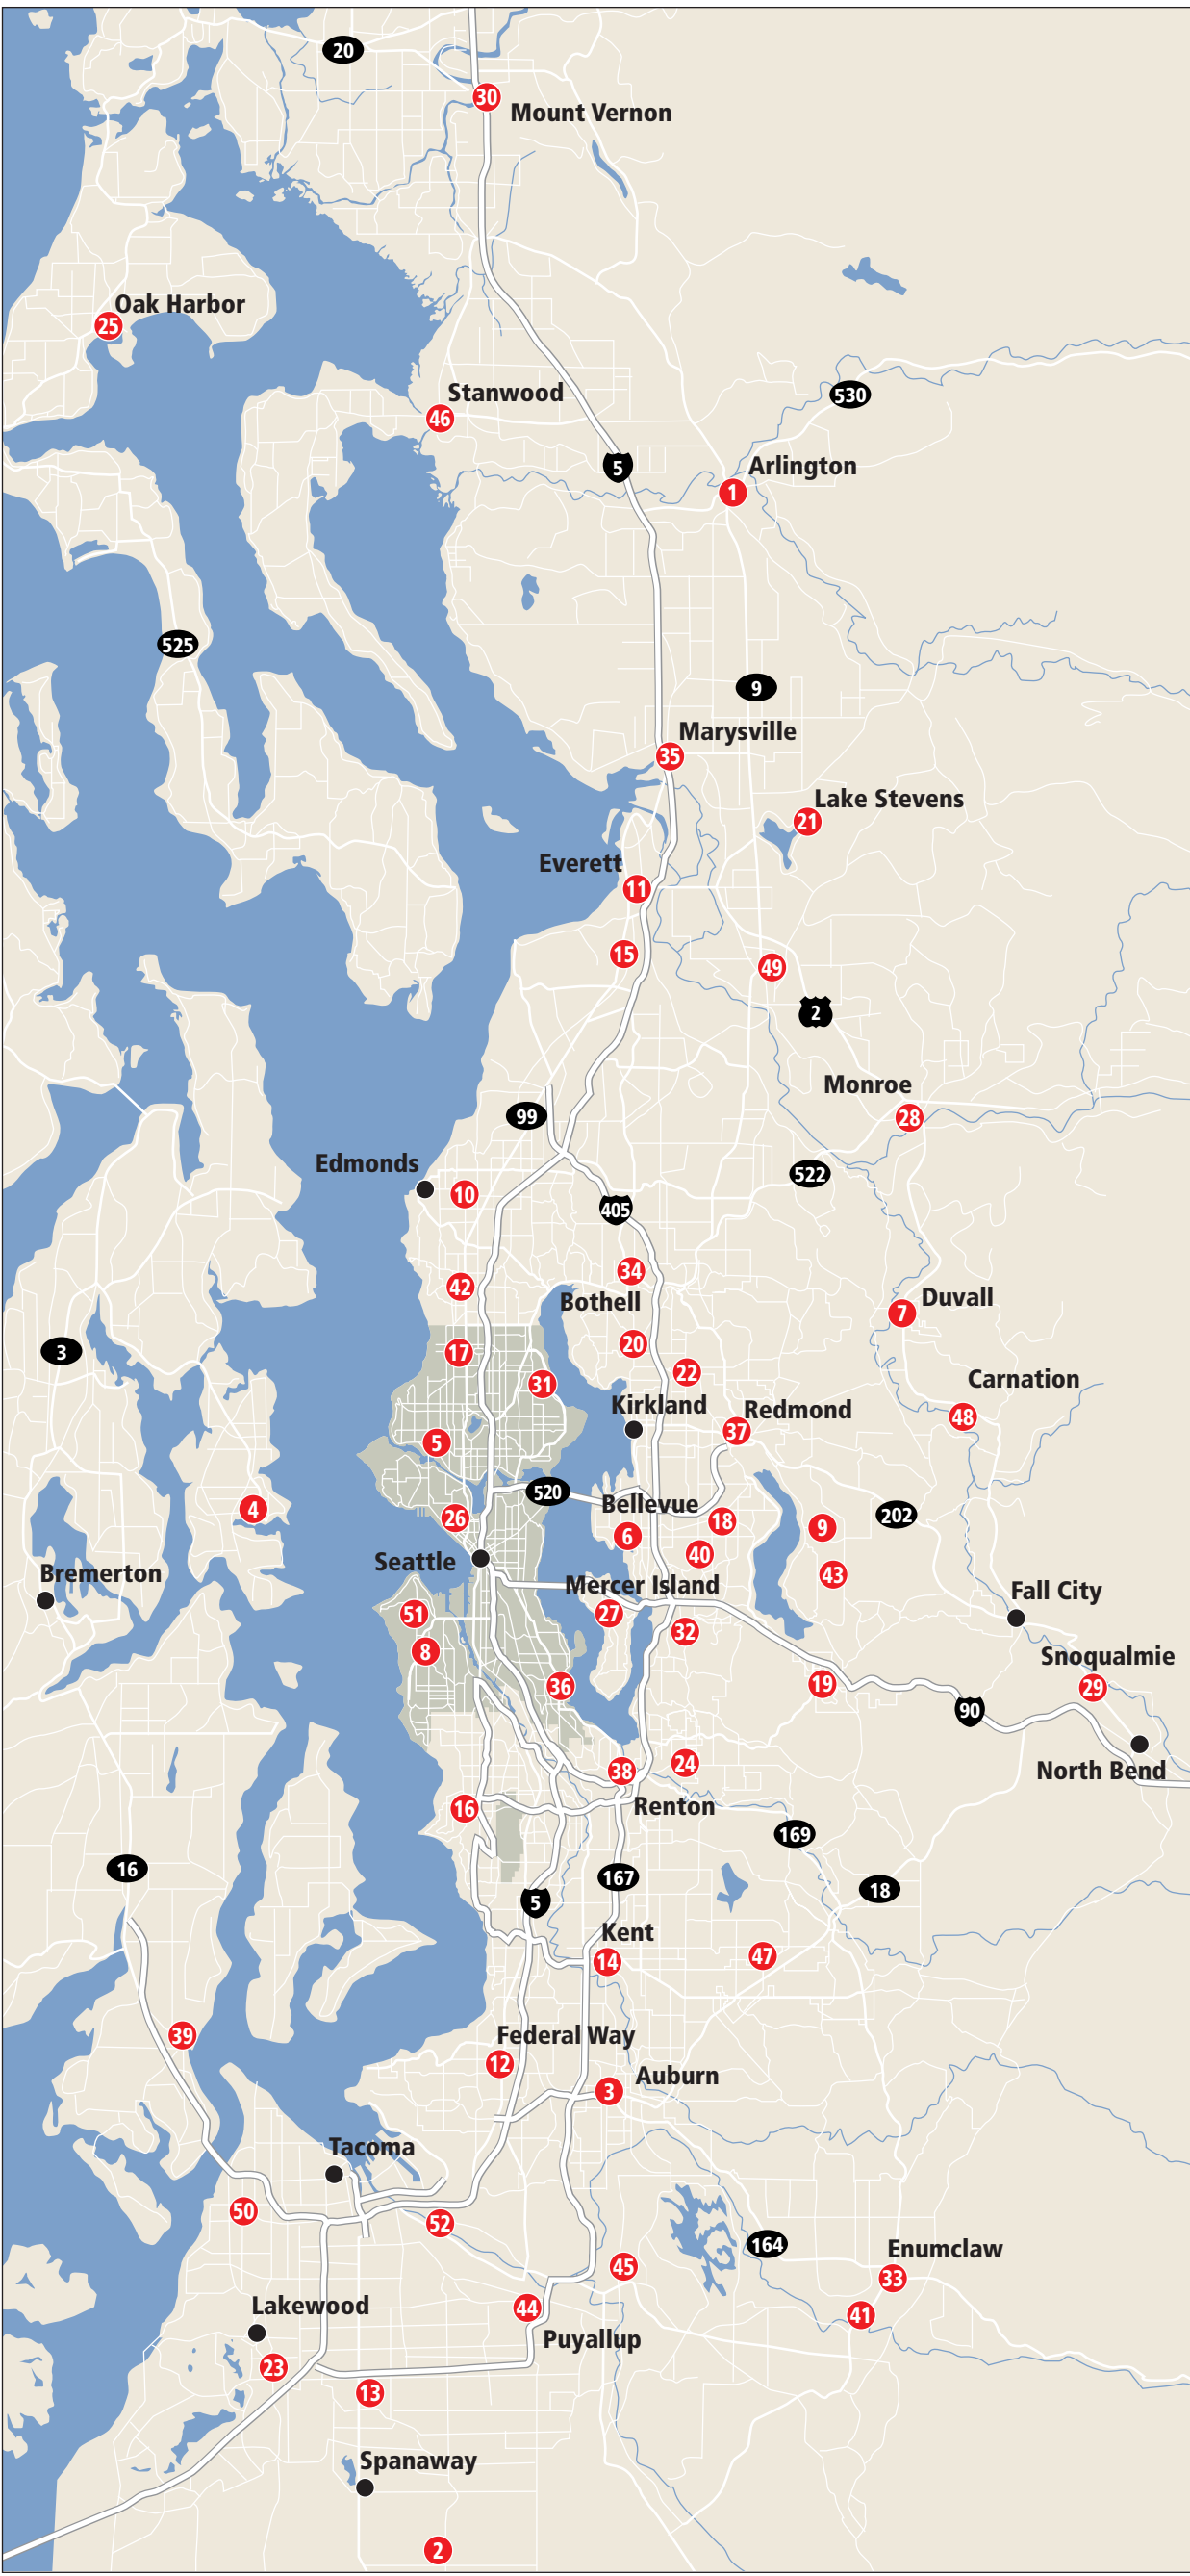 20
30
Mount Vernon
Oak Harbor
25
Stanwood
530
46
5
Arlington
1
525
9
Marysville
35
Lake Stevens
21
Everett
11
15
49
2
Monroe
99
28
Edmonds
522
10
405
34
42
Bothell
Duvall
7
20
3
17
22
Carnation
31
Kirkland
Redmond
48
37
5
520
Bellevue
4
26
18
202
9
6
Seattle
40
Bremerton
43
Mercer Island
Fall City
51
27
32
8
Snoqualmie
36
19
29
90
24
38
North Bend
16
Renton
169
16
167
18
5
Kent
47
14
39
Federal Way
12
Auburn
3
Tacoma
50
52
164
Enumclaw
45
33
Lakewood
44
41
Puyallup
23
13
Spanaway
2